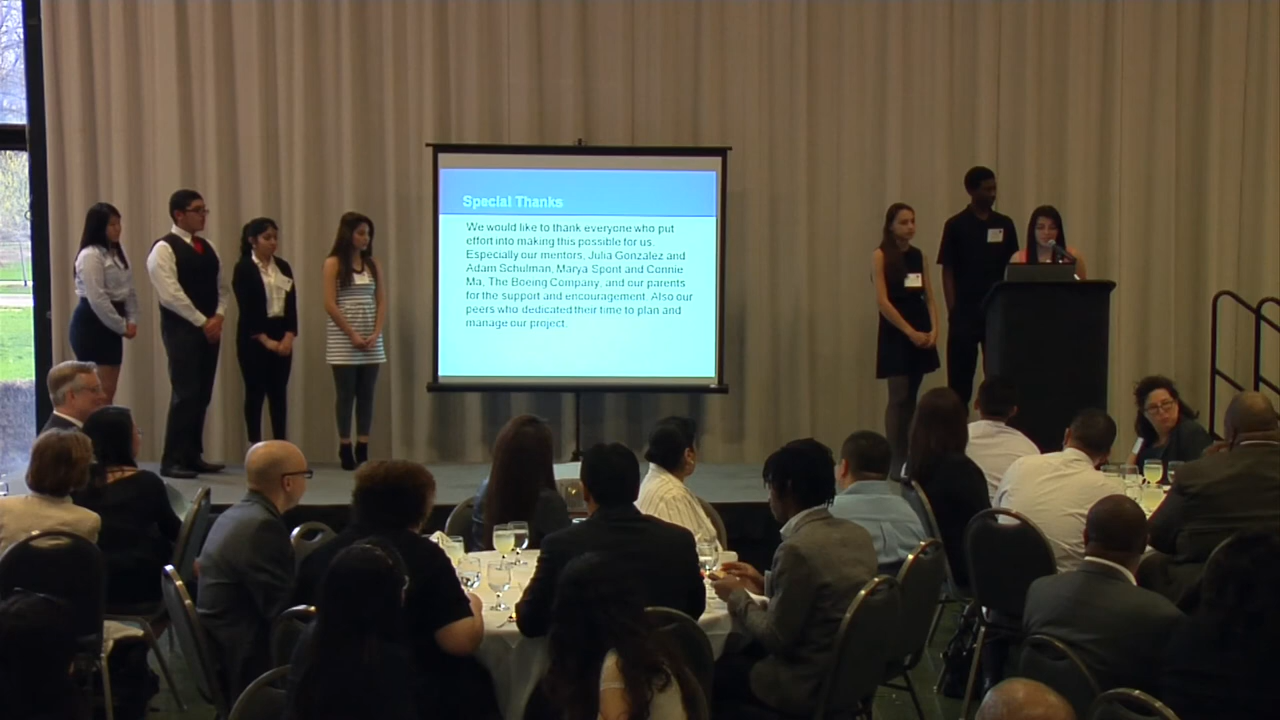 Special Thanks
We would like to thank everyone who put
effort into making this possible for us.
Especially our mentors, Julia Gonzalez and
Adam Schulman, Marya Spont and Connie
Ma, The Boeing Company, and our parents
for the support and encouragement. Also our
peers who dedicated their time to plan and
manage our project.